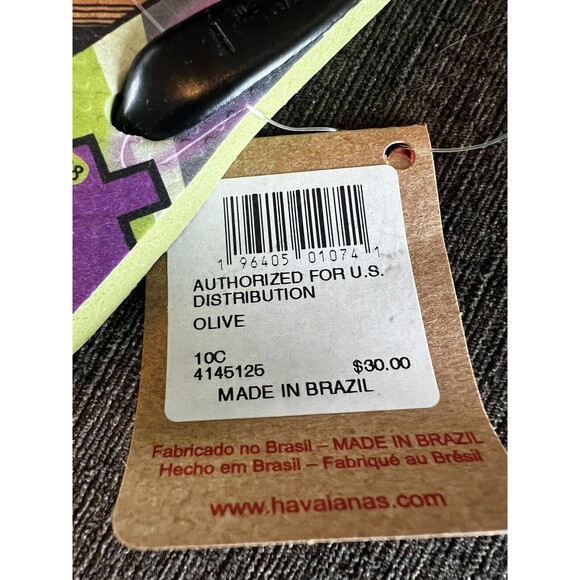 1 96405 01074 1
AUTHORIZED FOR U.S.
DISTRIBUTION
OLIVE
10C
4145125 $30.00
MADE IN BRAZIL
Fabricado no Brasil – MADE IN BRAZIL
Hecho em Brasil – Fabriqué au Brésil
www.havaianas.com